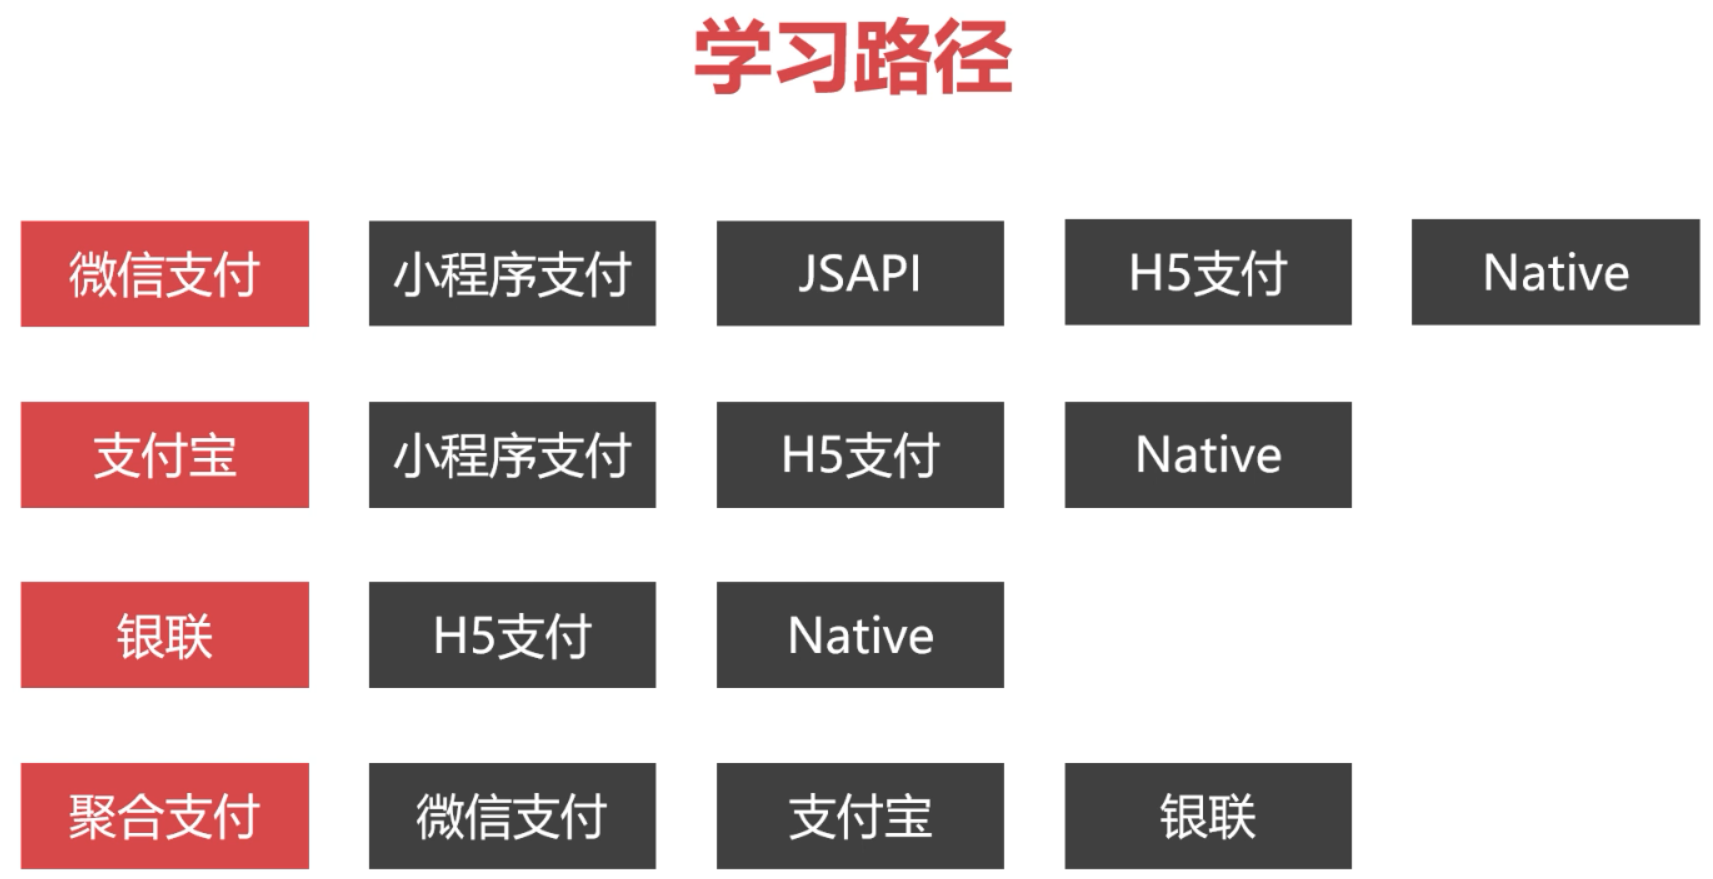 学习路径
微信支付 小程序支付 JSAPI H5支付 Native
支付宝 小程序支付 H5支付 Native
银联 H5支付 Native
聚合支付 微信支付 支付宝 银联